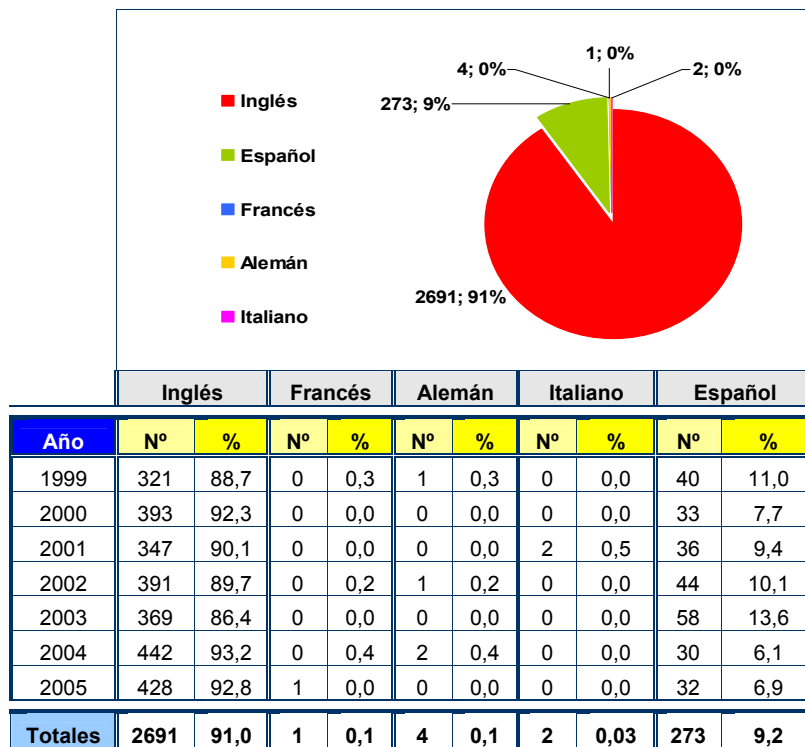 1; 0%
4; 0% 2; 0%
Inglés 273; 9%
Español
Francés
Alemán
2691; 91%
Italiano
Inglés Francés Alemán Italiano Español
Año Nº % Nº % Nº % Nº % Nº %
1999 321 88,7 0 0,3 1 0,3 0 0,0 40 11,0
2000 393 92,3 0 0,0 0 0,0 0 0,0 33 7,7
2001 347 90,1 0 0,0 0 0,0 2 0,5 36 9,4
2002 391 89,7 0 0,2 1 0,2 0 0,0 44 10,1
2003 369 86,4 0 0,0 0 0,0 0 0,0 58 13,6
2004 442 93,2 0 0,4 2 0,4 0 0,0 30 6,1
2005 428 92,8 1 0,0 0 0,0 0 0,0 32 6,9
Totales 2691 91,0 1 0,1 4 0,1 2 0,03 273 9,2